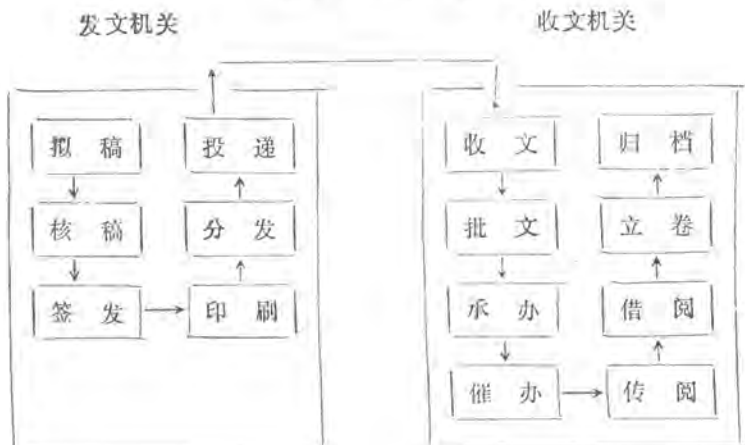 发文机关
收文机关
拟稿
核稿
签发
印刷
分发
投递
收文
批文
承办
催办
传阅
借阅
立卷
归档